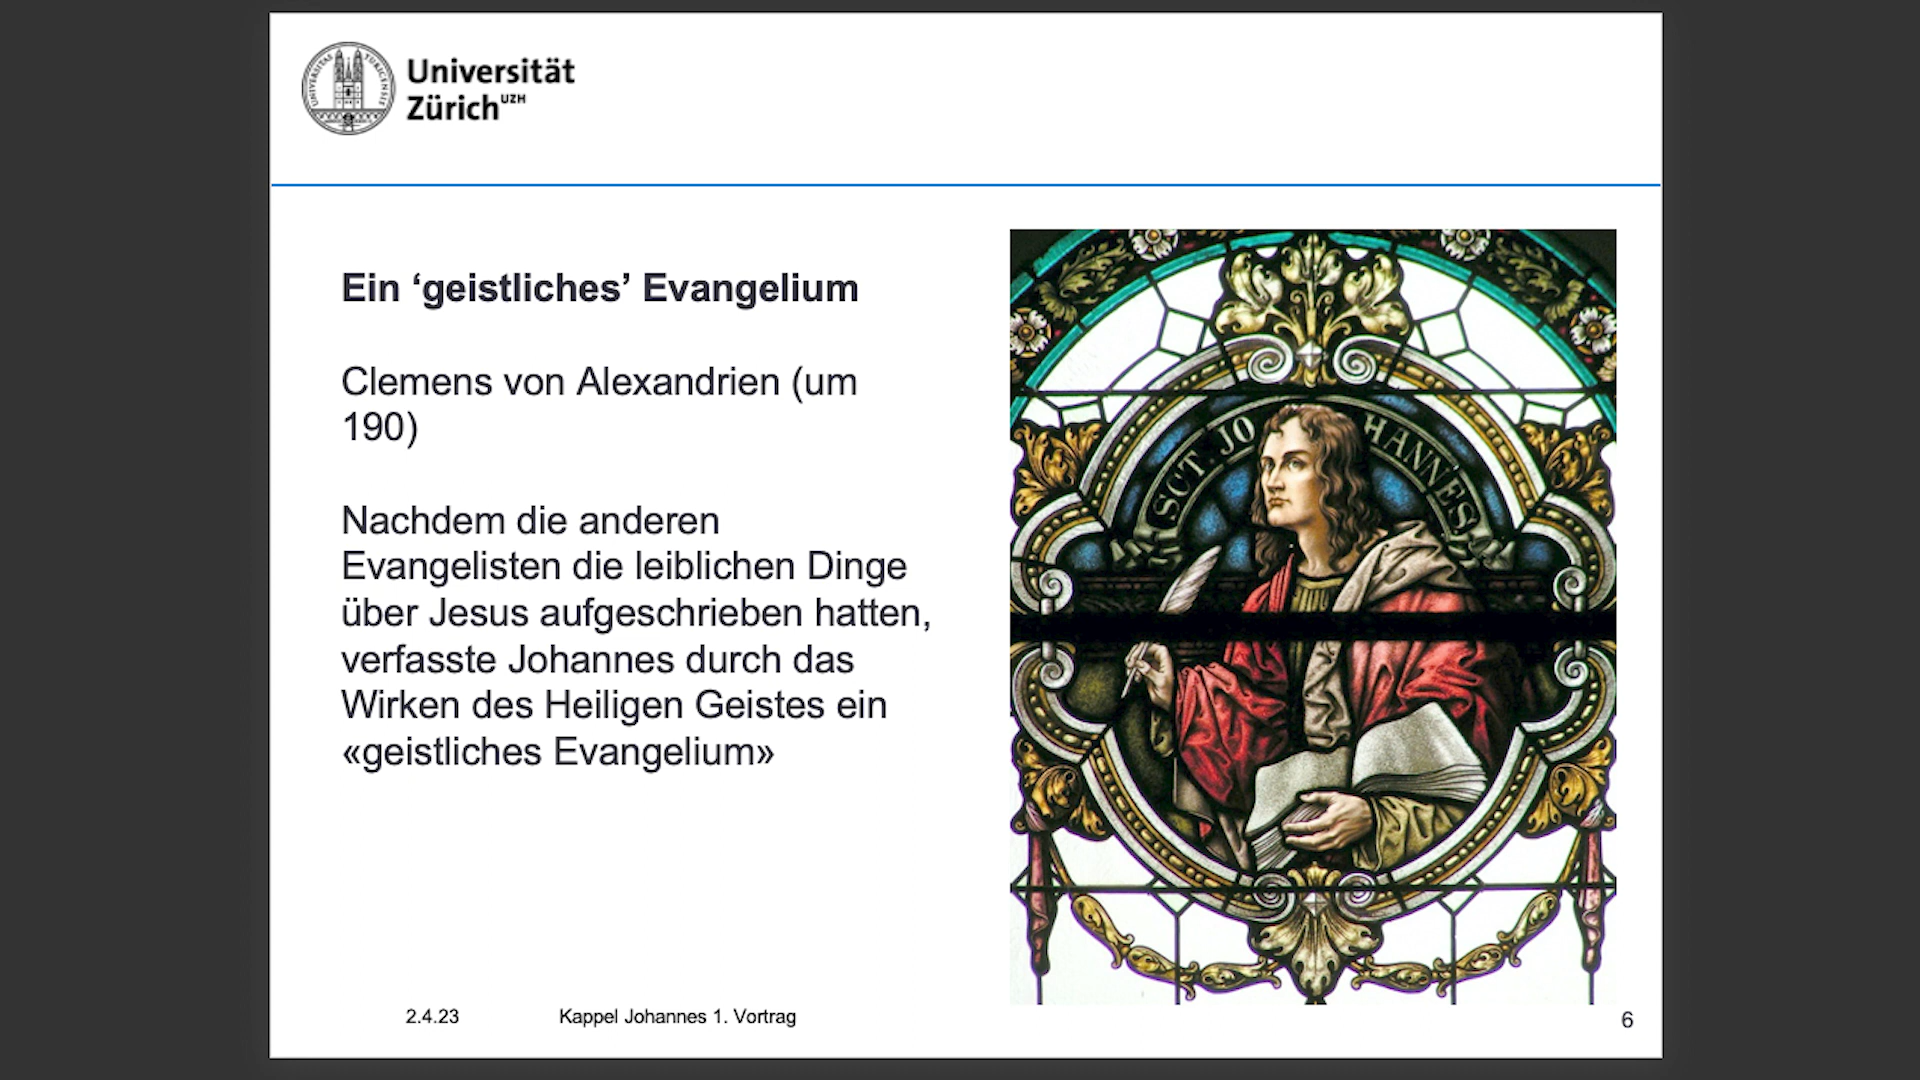 UNIVERSITAS TURICENSIS
Universität
Zürich UZH
Ein ‘geistliches’ Evangelium
Clemens von Alexandrien (um
190)
Nachdem die anderen
Evangelisten die leiblichen Dinge
über Jesus aufgeschrieben hatten,
verfasste Johannes durch das
Wirken des Heiligen Geistes ein
«geistliches Evangelium»
SCT. JOHANNES
2.4.23
Kappel Johannes 1. Vortrag
6